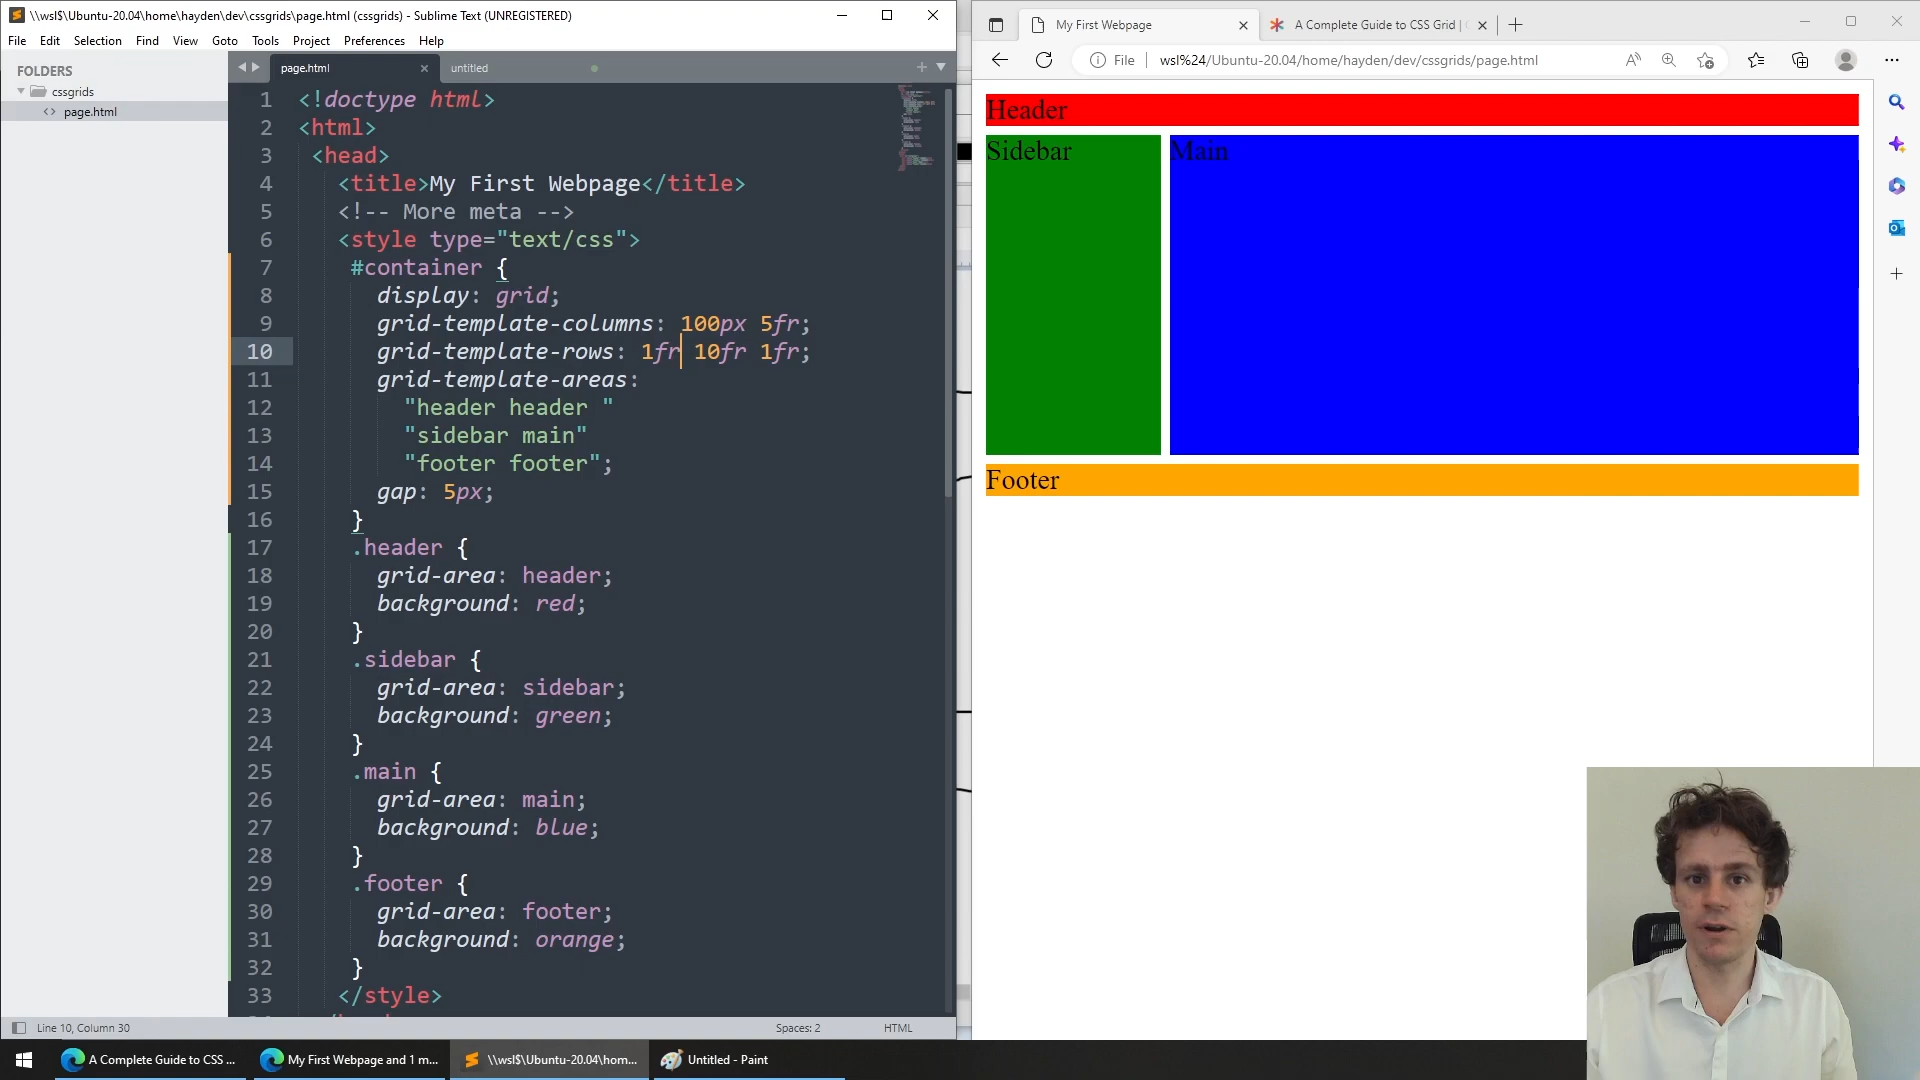 \\wsl$\Ubuntu-20.04\home\hayden\dev\cssgrids\page.html (cssgrids) - Sublime Text (UNREGISTERED)
File Edit Selection Find View Goto Tools Project Preferences Help
FOLDERS
cssgrids
page.html
page.html
untitled
1 <!doctype html>
2 <html>
3 <head>
4 <title>My First Webpage</title>
5 <!-- More meta -->
6 <style type="text/css">
7 #container {
8 display: grid;
9 grid-template-columns: 100px 5fr;
10 grid-template-rows: 1fr 10fr 1fr;
11 grid-template-areas:
12 "header header "
13 "sidebar main"
14 "footer footer";
15 gap: 5px;
16 }
17 .header {
18 grid-area: header;
19 background: red;
20 }
21 .sidebar {
22 grid-area: sidebar;
23 background: green;
24 }
25 .main {
26 grid-area: main;
27 background: blue;
28 }
29 .footer {
30 grid-area: footer;
31 background: orange;
32 }
33 </style>
Line 10, Column 30
Spaces: 2
HTML
My First Webpage
A Complete Guide to CSS Grid |
File
wsl%24/Ubuntu-20.04/home/hayden/dev/cssgrids/page.html
Header
Sidebar
Main
Footer
A Complete Guide to CSS ...
My First Webpage and 1 m...
\\wsl$\Ubuntu-20.04\hom...
Untitled - Paint